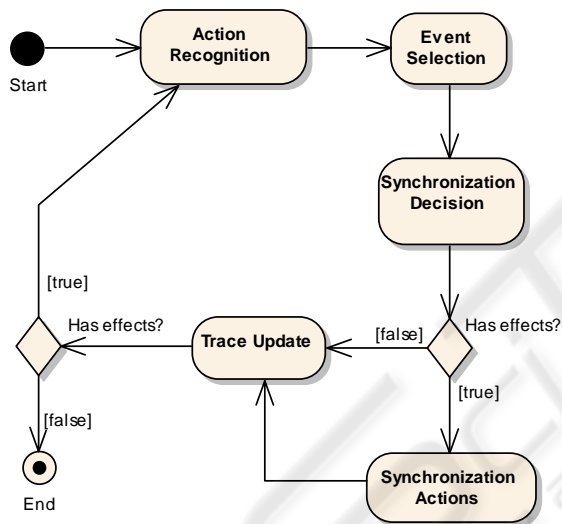 Start
Action
Recognition
Event
Selection
Synchronization
Decision
Has effects?
[false]
[true]
Synchronization
Actions
Trace Update
Has effects?
[true]
[false]
End